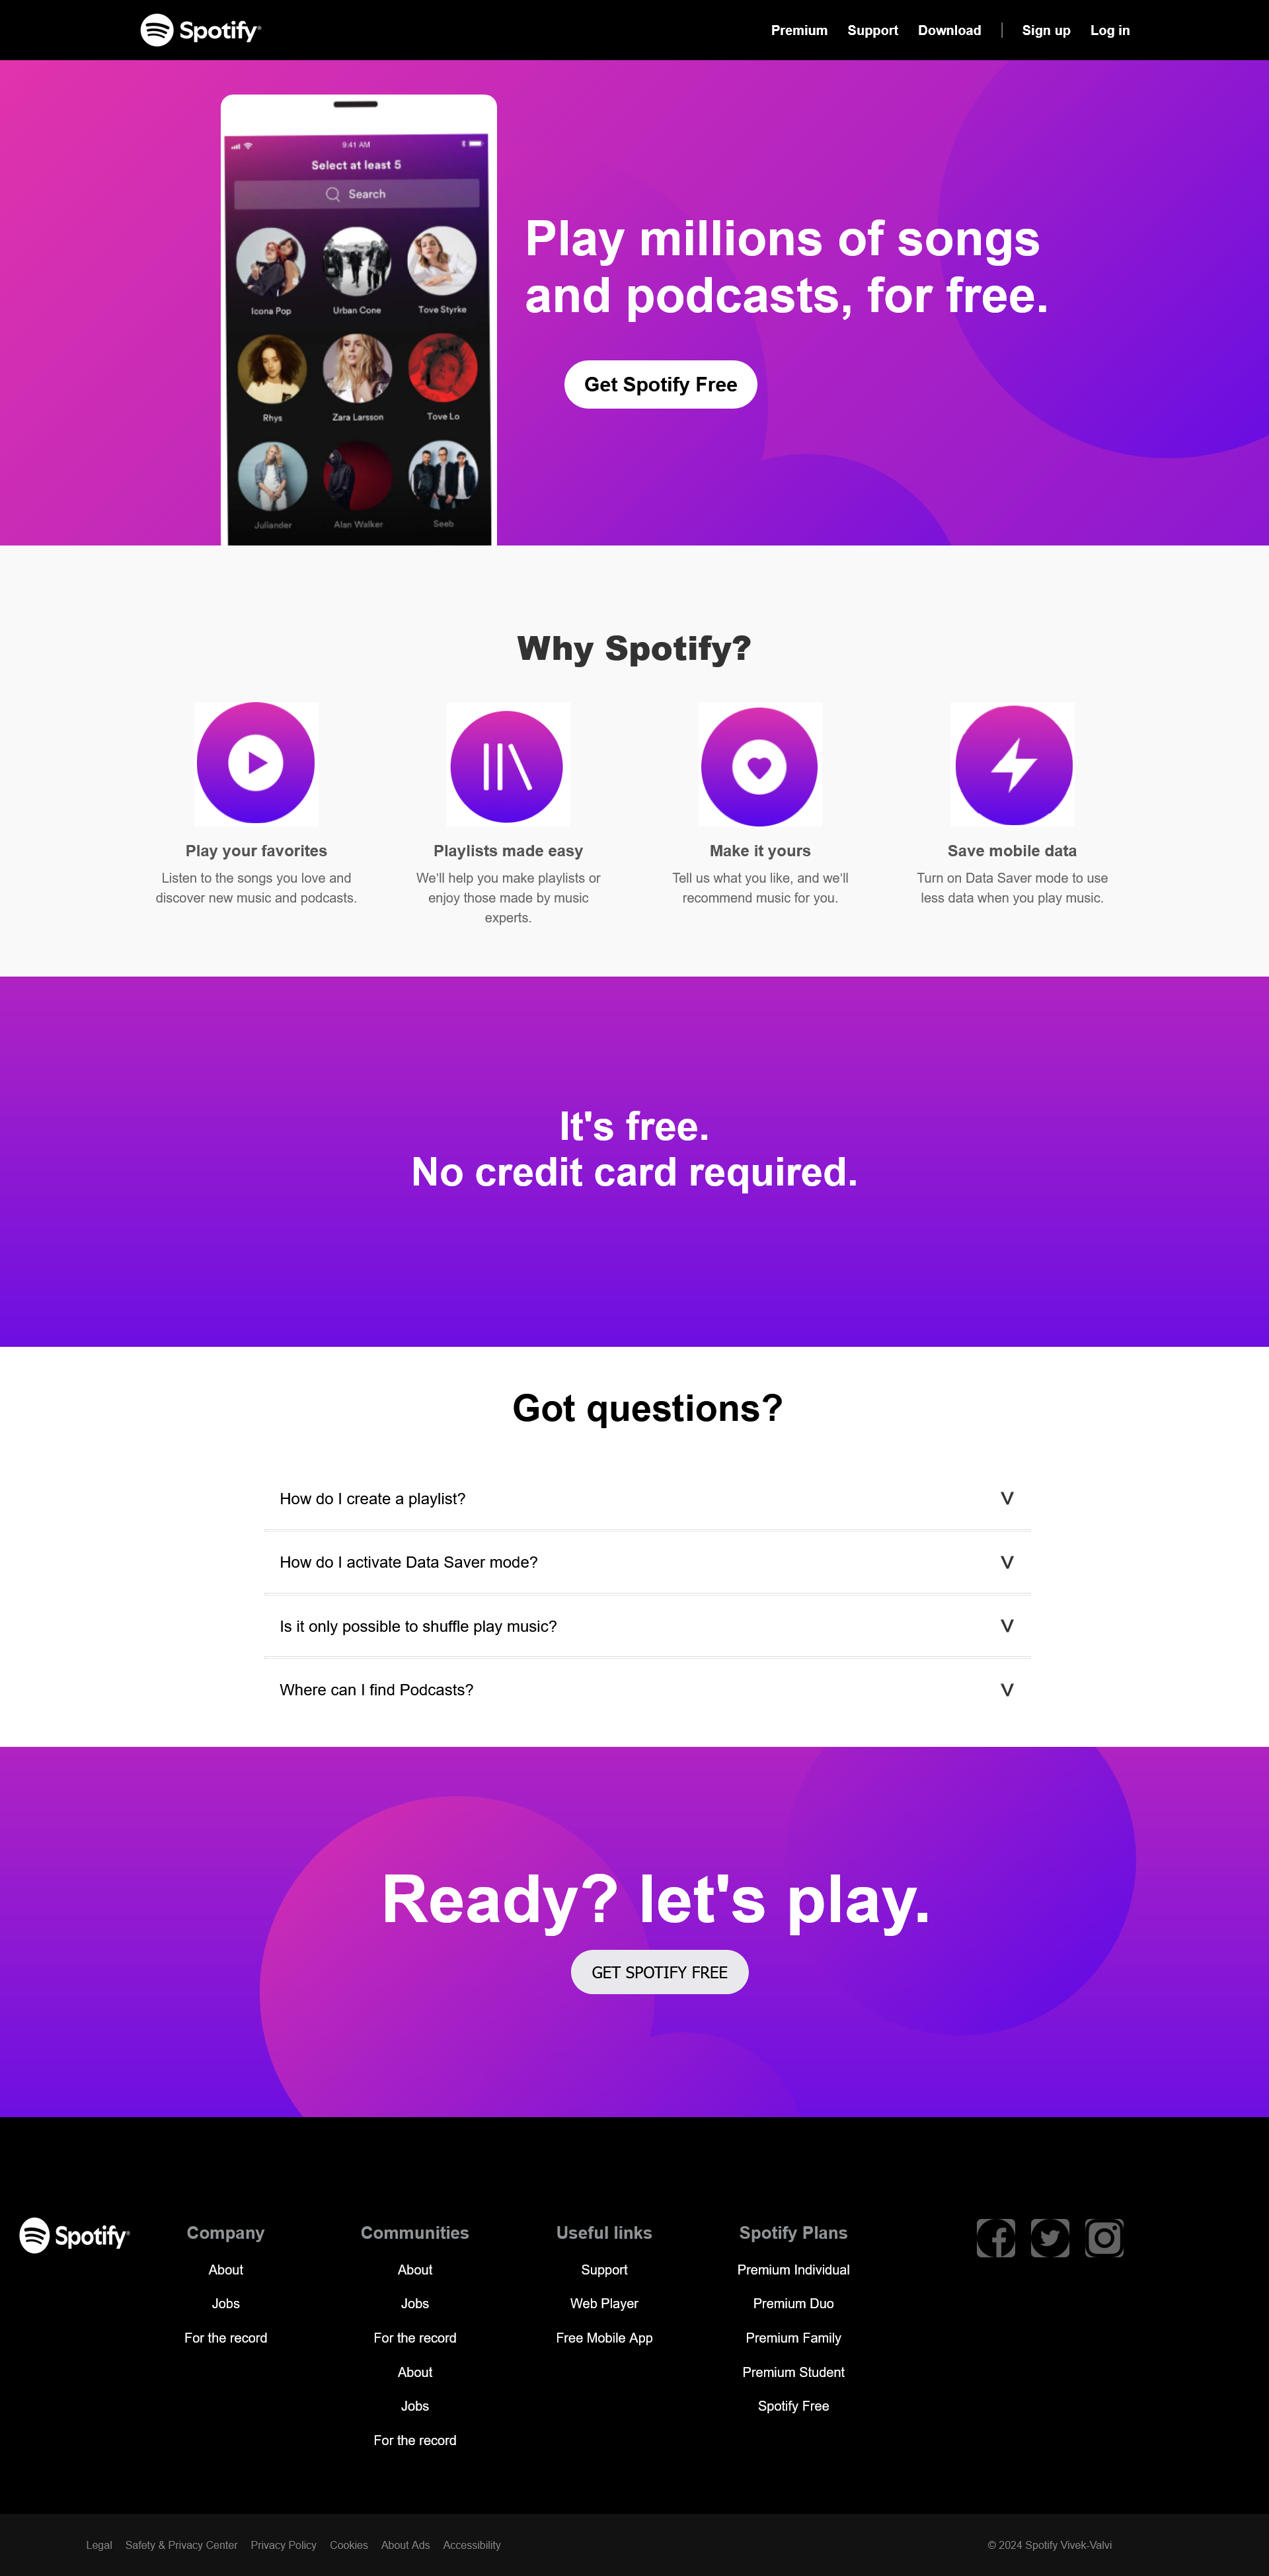 Spotify®
Premium Support Download | Sign up Log in
9:41 AM
Select at least 5
Search
Icona Pop Urban Cone Tove Styrke
Rhys Zara Larsson Tove Lo
Juliander Alan Walker Seeb
Play millions of songs
and podcasts, for free.
Get Spotify Free
Why Spotify?
Play your favorites
Listen to the songs you love and
discover new music and podcasts.
Playlists made easy
We'll help you make playlists or
enjoy those made by music
experts.
Make it yours
Tell us what you like, and we'll
recommend music for you.
Save mobile data
Turn on Data Saver mode to use
less data when you play music.
It's free.
No credit card required.
Got questions?
How do I create a playlist? V
How do I activate Data Saver mode? V
Is it only possible to shuffle play music? V
Where can I find Podcasts? V
Ready? let's play.
GET SPOTIFY FREE
Spotify®
Company
About
Jobs
For the record
Communities
About
Jobs
For the record
About
Jobs
For the record
Useful links
Support
Web Player
Free Mobile App
Spotify Plans
Premium Individual
Premium Duo
Premium Family
Premium Student
Spotify Free
Legal Safety & Privacy Center Privacy Policy Cookies About Ads Accessibility
© 2024 Spotify Vivek-Valvi